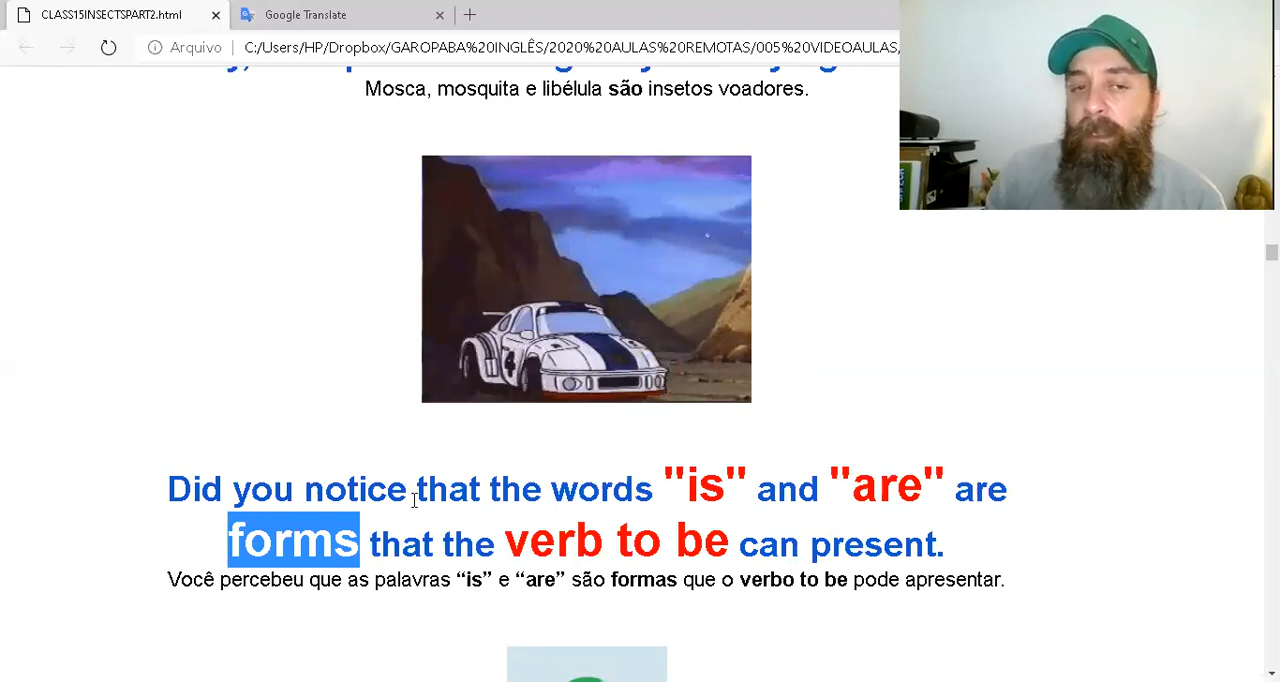 CLASS15INSECTSPART2.html
Google Translate
Arquivo
C:/Users/HP/Dropbox/GAROPABA%20INGLÊS/2020%20AULAS%20REMOTAS/005%20VIDEOAULAS/
Mosca, mosquita e libélula são insetos voadores.
4
Did you notice that the words "is" and "are" are
forms that the verb to be can present.
Você percebeu que as palavras “is” e “are” são formas que o verbo to be pode apresentar.